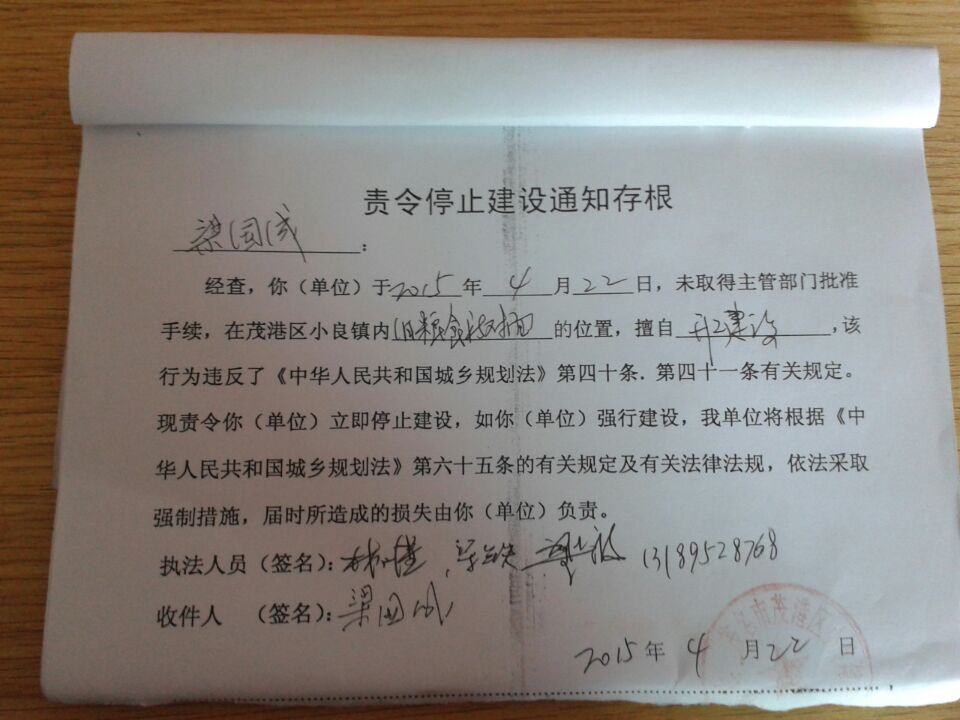 责令停止建设通知存根
梁国成：
经查，你（单位）于2015年4月22日，未取得主管部门批准
手续，在茂港区小良镇内旧粮食 的位置，擅自开工建设，该
行为违反了《中华人民共和国城乡规划法》第四十条．第四十一条有关规定。
现责令你（单位）立即停止建设，如你（单位）强行建设，我单位将根据《中
华人民共和国城乡规划法》第六十五条的有关规定及有关法律法规，依法采取
强制措施，届时所造成的损失由你（单位）负责。
执法人员（签名）： 13189528768
收件人 （签名）：梁国成
2015年4月22日
市茂港区